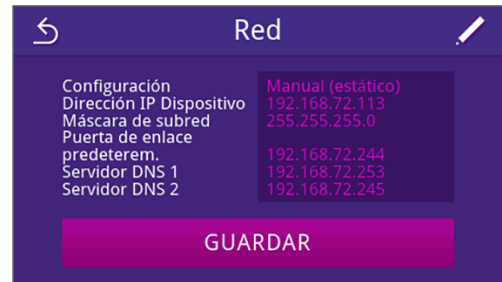 Red
Configuración Manual (estático)
Dirección IP Dispositivo 192.168.72.113
Máscara de subred 255.255.255.0
Puerta de enlace
predeterem. 192.168.72.244
Servidor DNS 1 192.168.72.253
Servidor DNS 2 192.168.72.245
GUARDAR